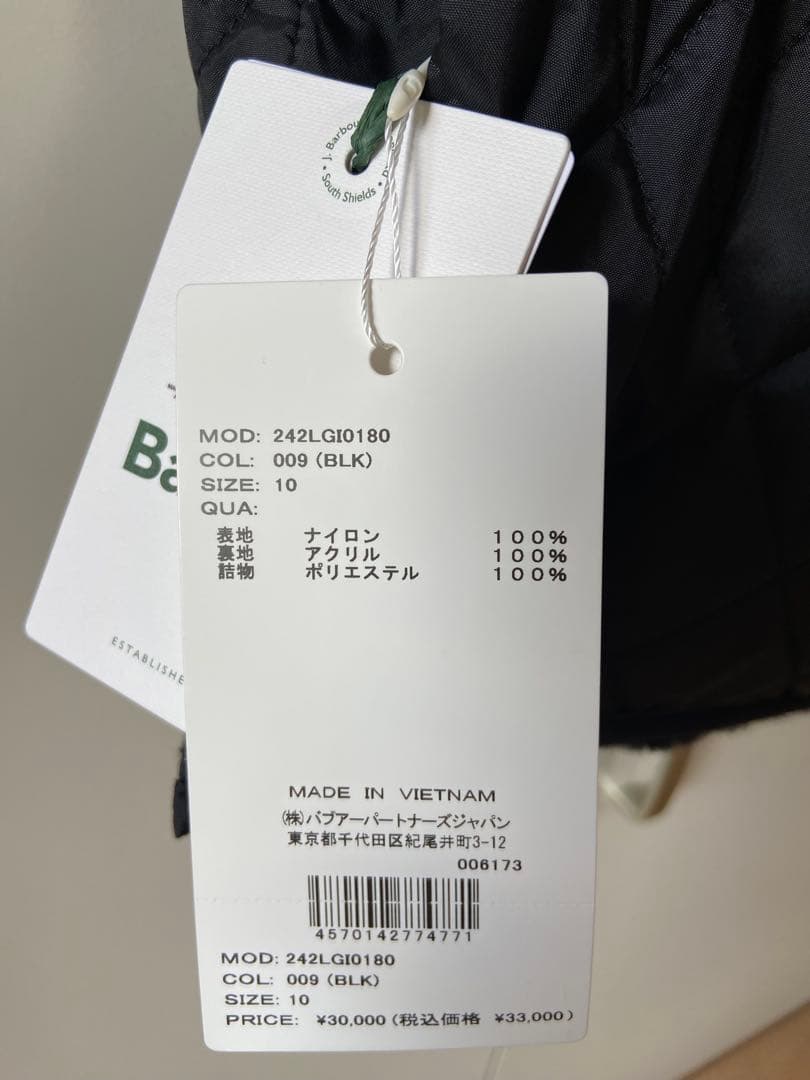 J. Barbou
South Shields
Ba
ESTABLISHE
MOD: 242LGI0180
COL: 009 (BLK)
SIZE: 10
QUA:
表地 ナイロン 100%
裏地 アクリル 100%
詰物 ポリエステル 100%
MADE IN VIETNAM
(株)バブアーパートナーズジャパン
東京都千代田区紀尾井町3-12
006173
4570142774771
MOD: 242LGI0180
COL: 009 (BLK)
SIZE: 10
PRICE: ¥30,000 (税込価格 ¥33,000)